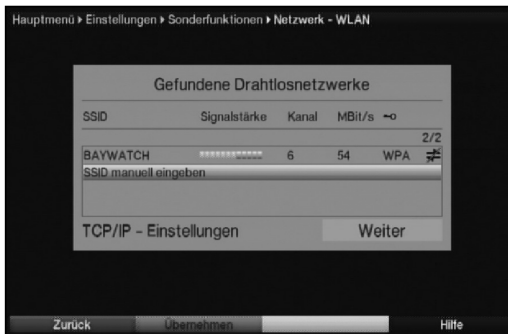 Hauptmenü ▸ Einstellungen ▸ Sonderfunktionen ▸ Netzwerk - WLAN
Gefundene Drahtlosnetzwerke
SSID Signalstärke Kanal MBit/s
2/2
BAYWATCH 6 54 WPA
SSID manuell eingeben
TCP/IP - Einstellungen Weiter
Zurück Übernehmen Hilfe